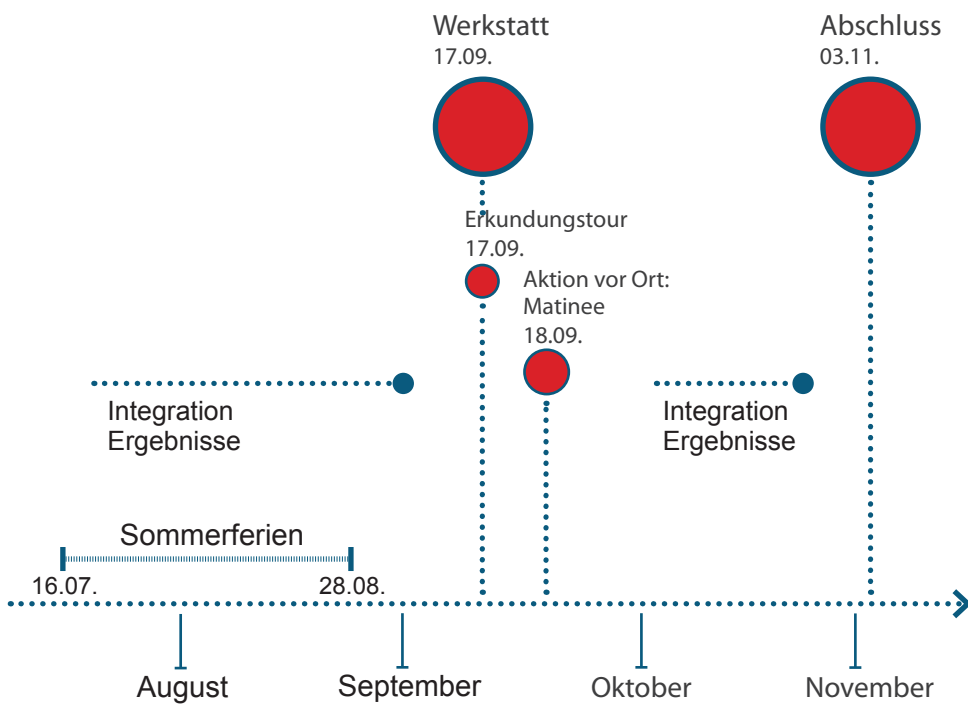 Werkstatt
17.09.
Abschluss
03.11.
Erkundungstour
17.09.
Aktion vor Ort:
Matinee
18.09.
Integration
Ergebnisse
Integration
Ergebnisse
Sommerferien
16.07.
28.08.
August
September
Oktober
November